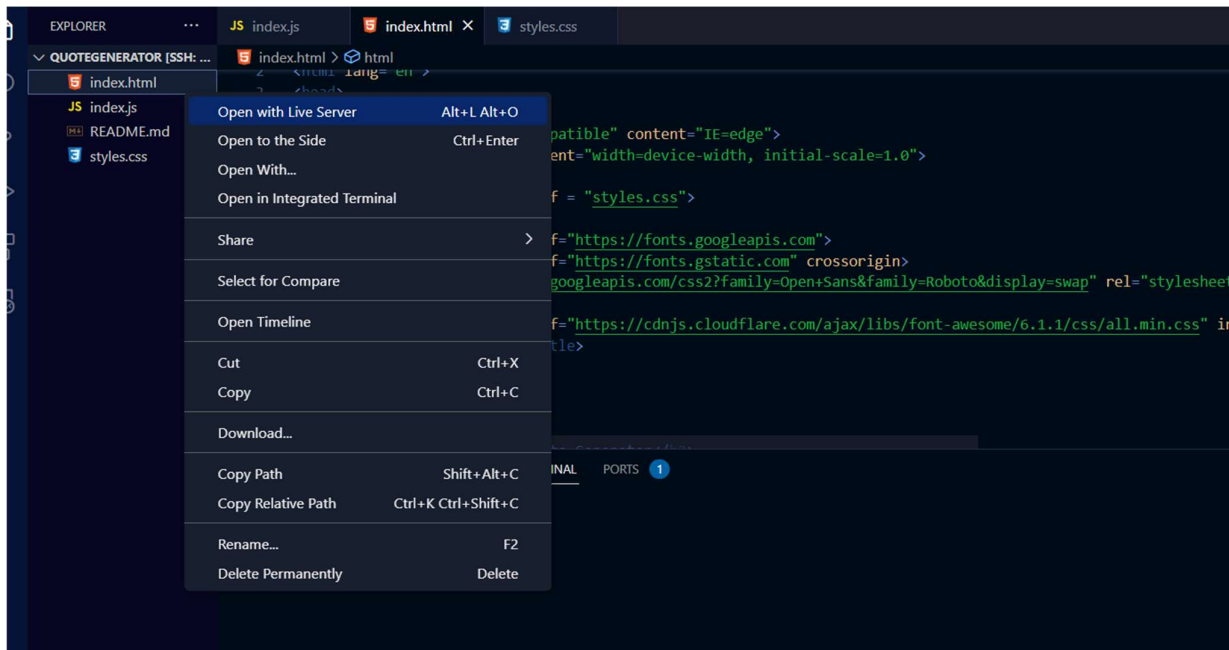 EXPLORER ...
JS index.js
index.html
styles.css
QUOTEGENERATOR [SSH: ...
index.html > html
index.html
JS index.js
README.md
styles.css
2 <html lang="en">
3 <head>
patible" content="IE=edge">
ent="width=device-width, initial-scale=1.0">
f = "styles.css">
f="https://fonts.googleapis.com">
f="https://fonts.gstatic.com" crossorigin>
googleapis.com/css2?family=Open+Sans&family=Roboto&display=swap" rel="stylesheet
f="https://cdnjs.cloudflare.com/ajax/libs/font-awesome/6.1.1/css/all.min.css" in
tle>
Open with Live Server Alt+L Alt+O
Open to the Side Ctrl+Enter
Open With...
Open in Integrated Terminal
Share
Select for Compare
Open Timeline
Cut Ctrl+X
Copy Ctrl+C
Download...
Copy Path Shift+Alt+C
Copy Relative Path Ctrl+K Ctrl+Shift+C
Rename... F2
Delete Permanently Delete
INAL PORTS 1